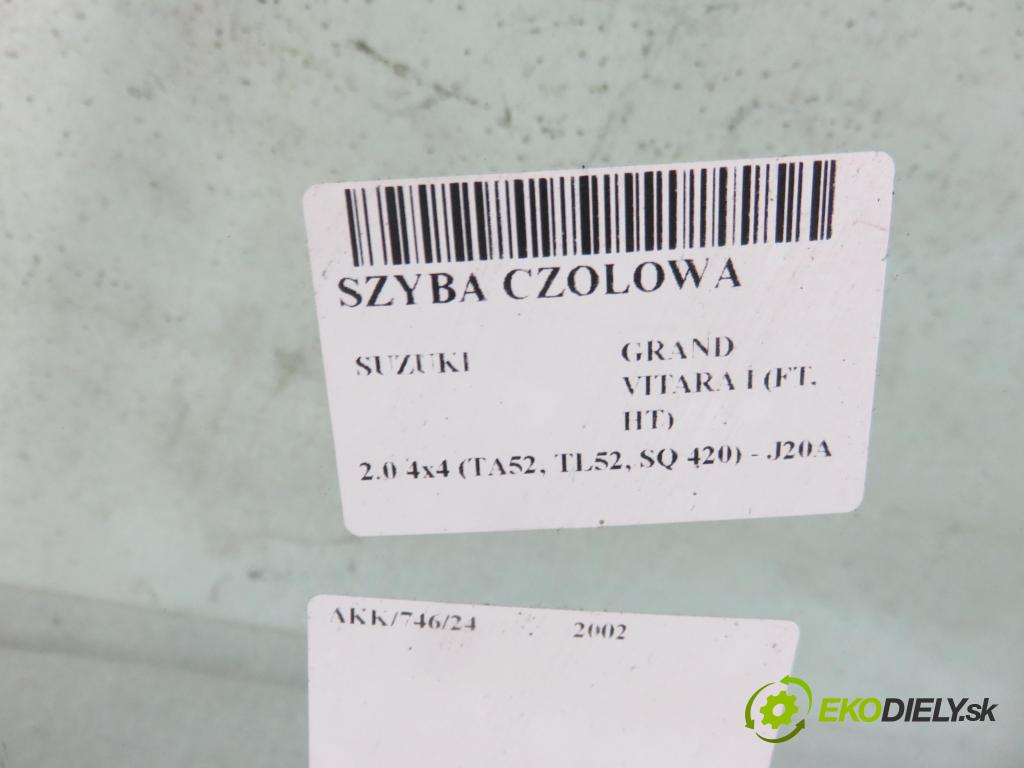 SZYBA CZOLOWA
SUZUKI
GRAND
VITARA I (FT,
HT)
2.0 4x4 (TA52, TL52, SQ 420) - J20A
AKK/746/24 2002
EKODIELY.sk